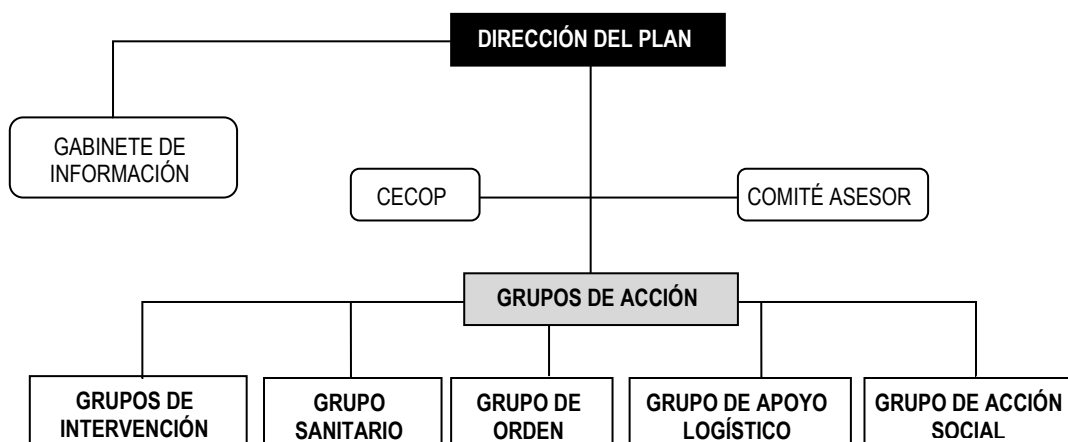 DIRECCIÓN DEL PLAN
GABINETE DE
INFORMACIÓN
CECOP
COMITÉ ASESOR
GRUPOS DE ACCIÓN
GRUPOS DE
INTERVENCIÓN
GRUPO
SANITARIO
GRUPO DE
ORDEN
GRUPO DE APOYO
LOGÍSTICO
GRUPO DE ACCIÓN
SOCIAL